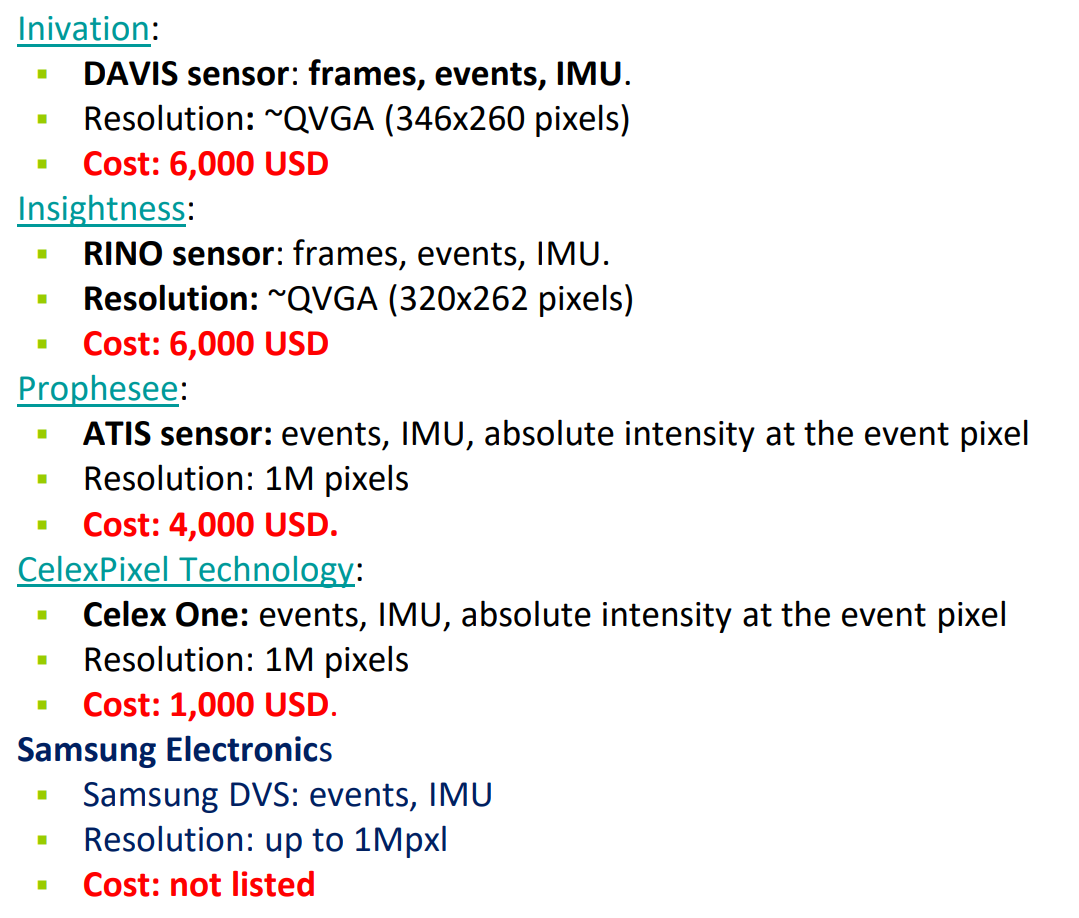 Inivation:
▪ DAVIS sensor: frames, events, IMU.
▪ Resolution: ~QVGA (346x260 pixels)
▪ Cost: 6,000 USD
Insightness:
▪ RINO sensor: frames, events, IMU.
▪ Resolution: ~QVGA (320x262 pixels)
▪ Cost: 6,000 USD
Prophesee:
▪ ATIS sensor: events, IMU, absolute intensity at the event pixel
▪ Resolution: 1M pixels
▪ Cost: 4,000 USD.
CelexPixel Technology:
▪ Celex One: events, IMU, absolute intensity at the event pixel
▪ Resolution: 1M pixels
▪ Cost: 1,000 USD.
Samsung Electronics
▪ Samsung DVS: events, IMU
▪ Resolution: up to 1Mpxl
▪ Cost: not listed